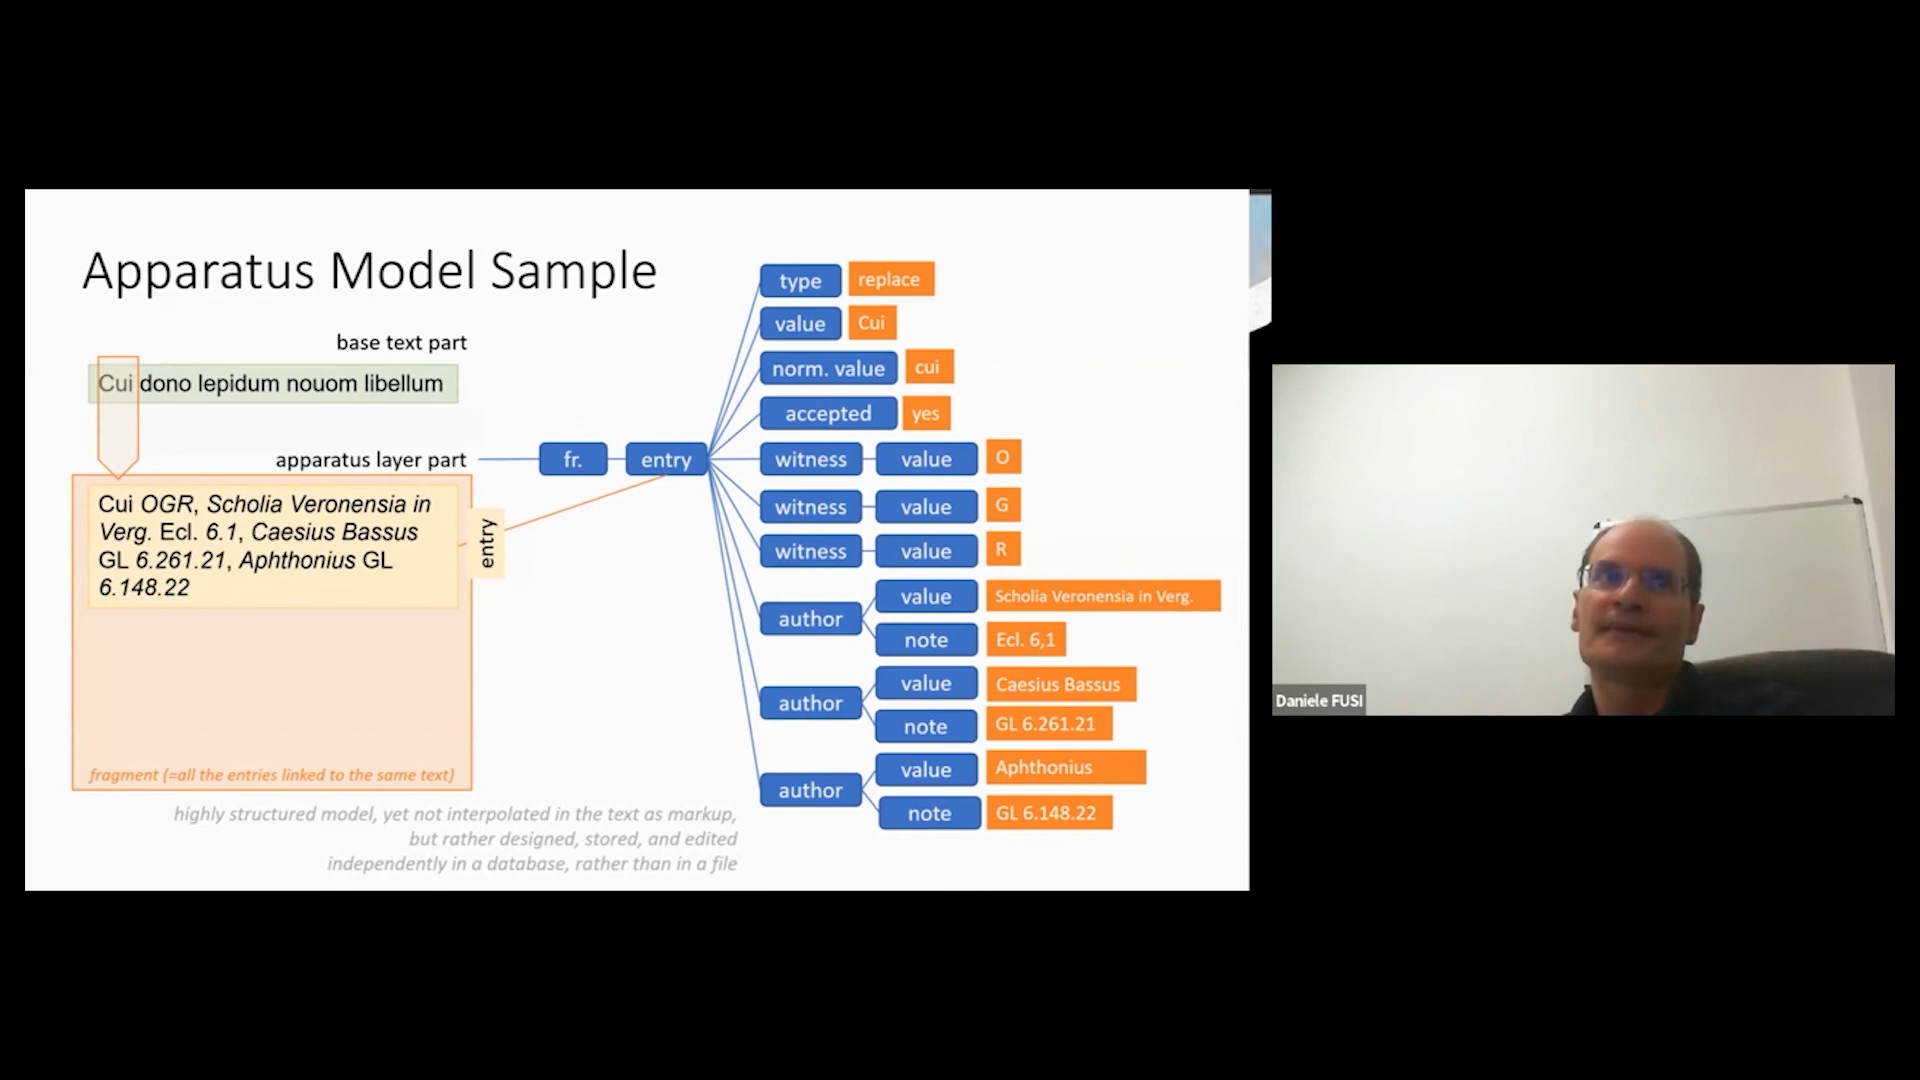 Apparatus Model Sample
base text part
Cui dono lepidum nouom libellum
apparatus layer part
Cui OGR, Scholia Veronensia in
Verg. Ecl. 6.1, Caesius Bassus
GL 6.261.21, Aphthonius GL
6.148.22
entry
fragment (=all the entries linked to the same text)
highly structured model, yet not interpolated in the text as markup,
but rather designed, stored, and edited
independently in a database, rather than in a file
fr. entry
type replace
value Cui
norm. value cui
accepted yes
witness value O
witness value G
witness value R
author value Scholia Veronensia in Verg.
note Ecl. 6,1
author value Caesius Bassus
note GL 6.261.21
author value Aphthonius
note GL 6.148.22
Daniele FUSI